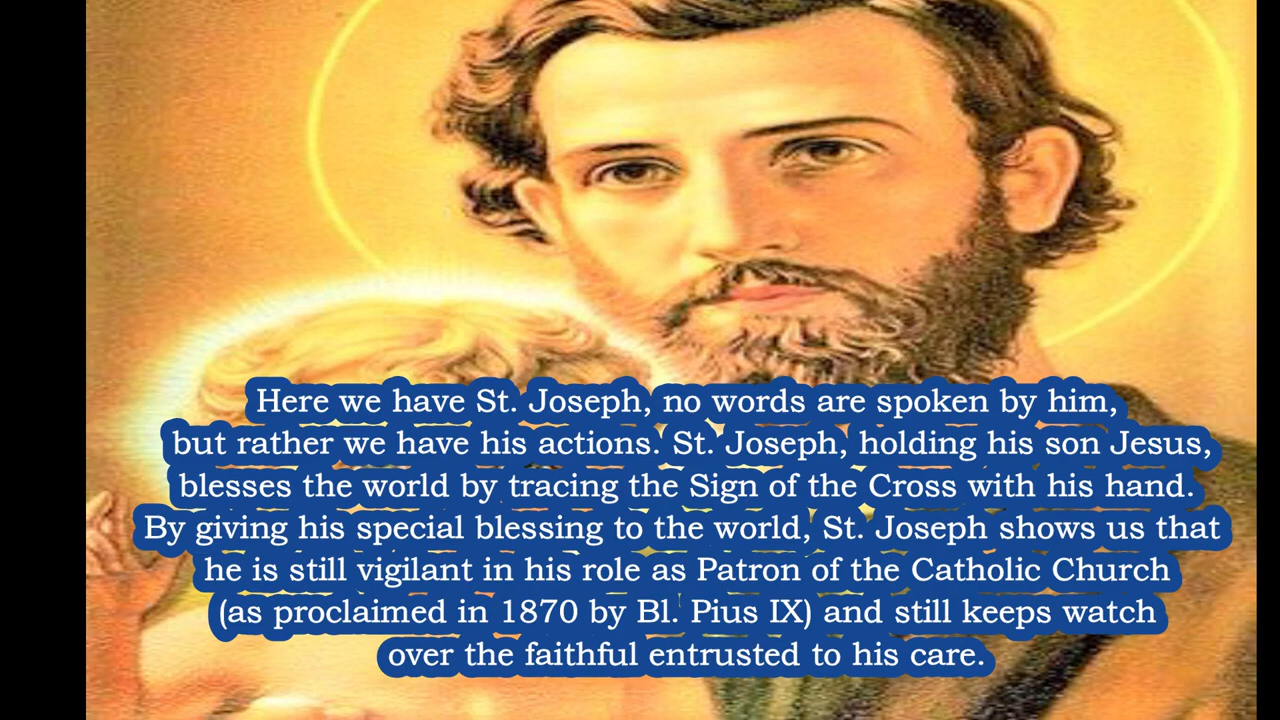 Here we have St. Joseph, no words are spoken by him,
but rather we have his actions. St. Joseph, holding his son Jesus,
blesses the world by tracing the Sign of the Cross with his hand.
By giving his special blessing to the world, St. Joseph shows us that
he is still vigilant in his role as Patron of the Catholic Church
(as proclaimed in 1870 by Bl. Pius IX) and still keeps watch
over the faithful entrusted to his care.